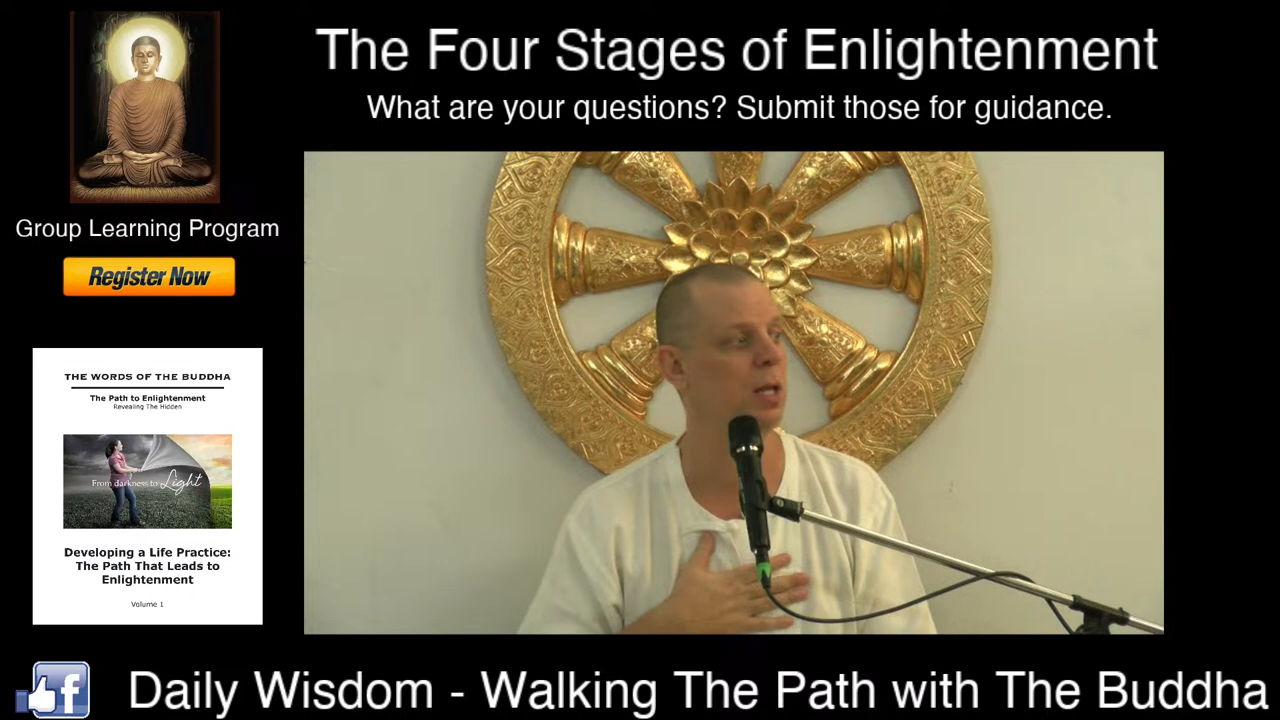 The Four Stages of Enlightenment
What are your questions? Submit those for guidance.
Group Learning Program
Register Now
THE WORDS OF THE BUDDHA
The Path to Enlightenment
Revealing The Hidden
From darkness to Light
Developing a Life Practice:
The Path That Leads to
Enlightenment
Volume 1
f
Daily Wisdom - Walking The Path with The Buddha